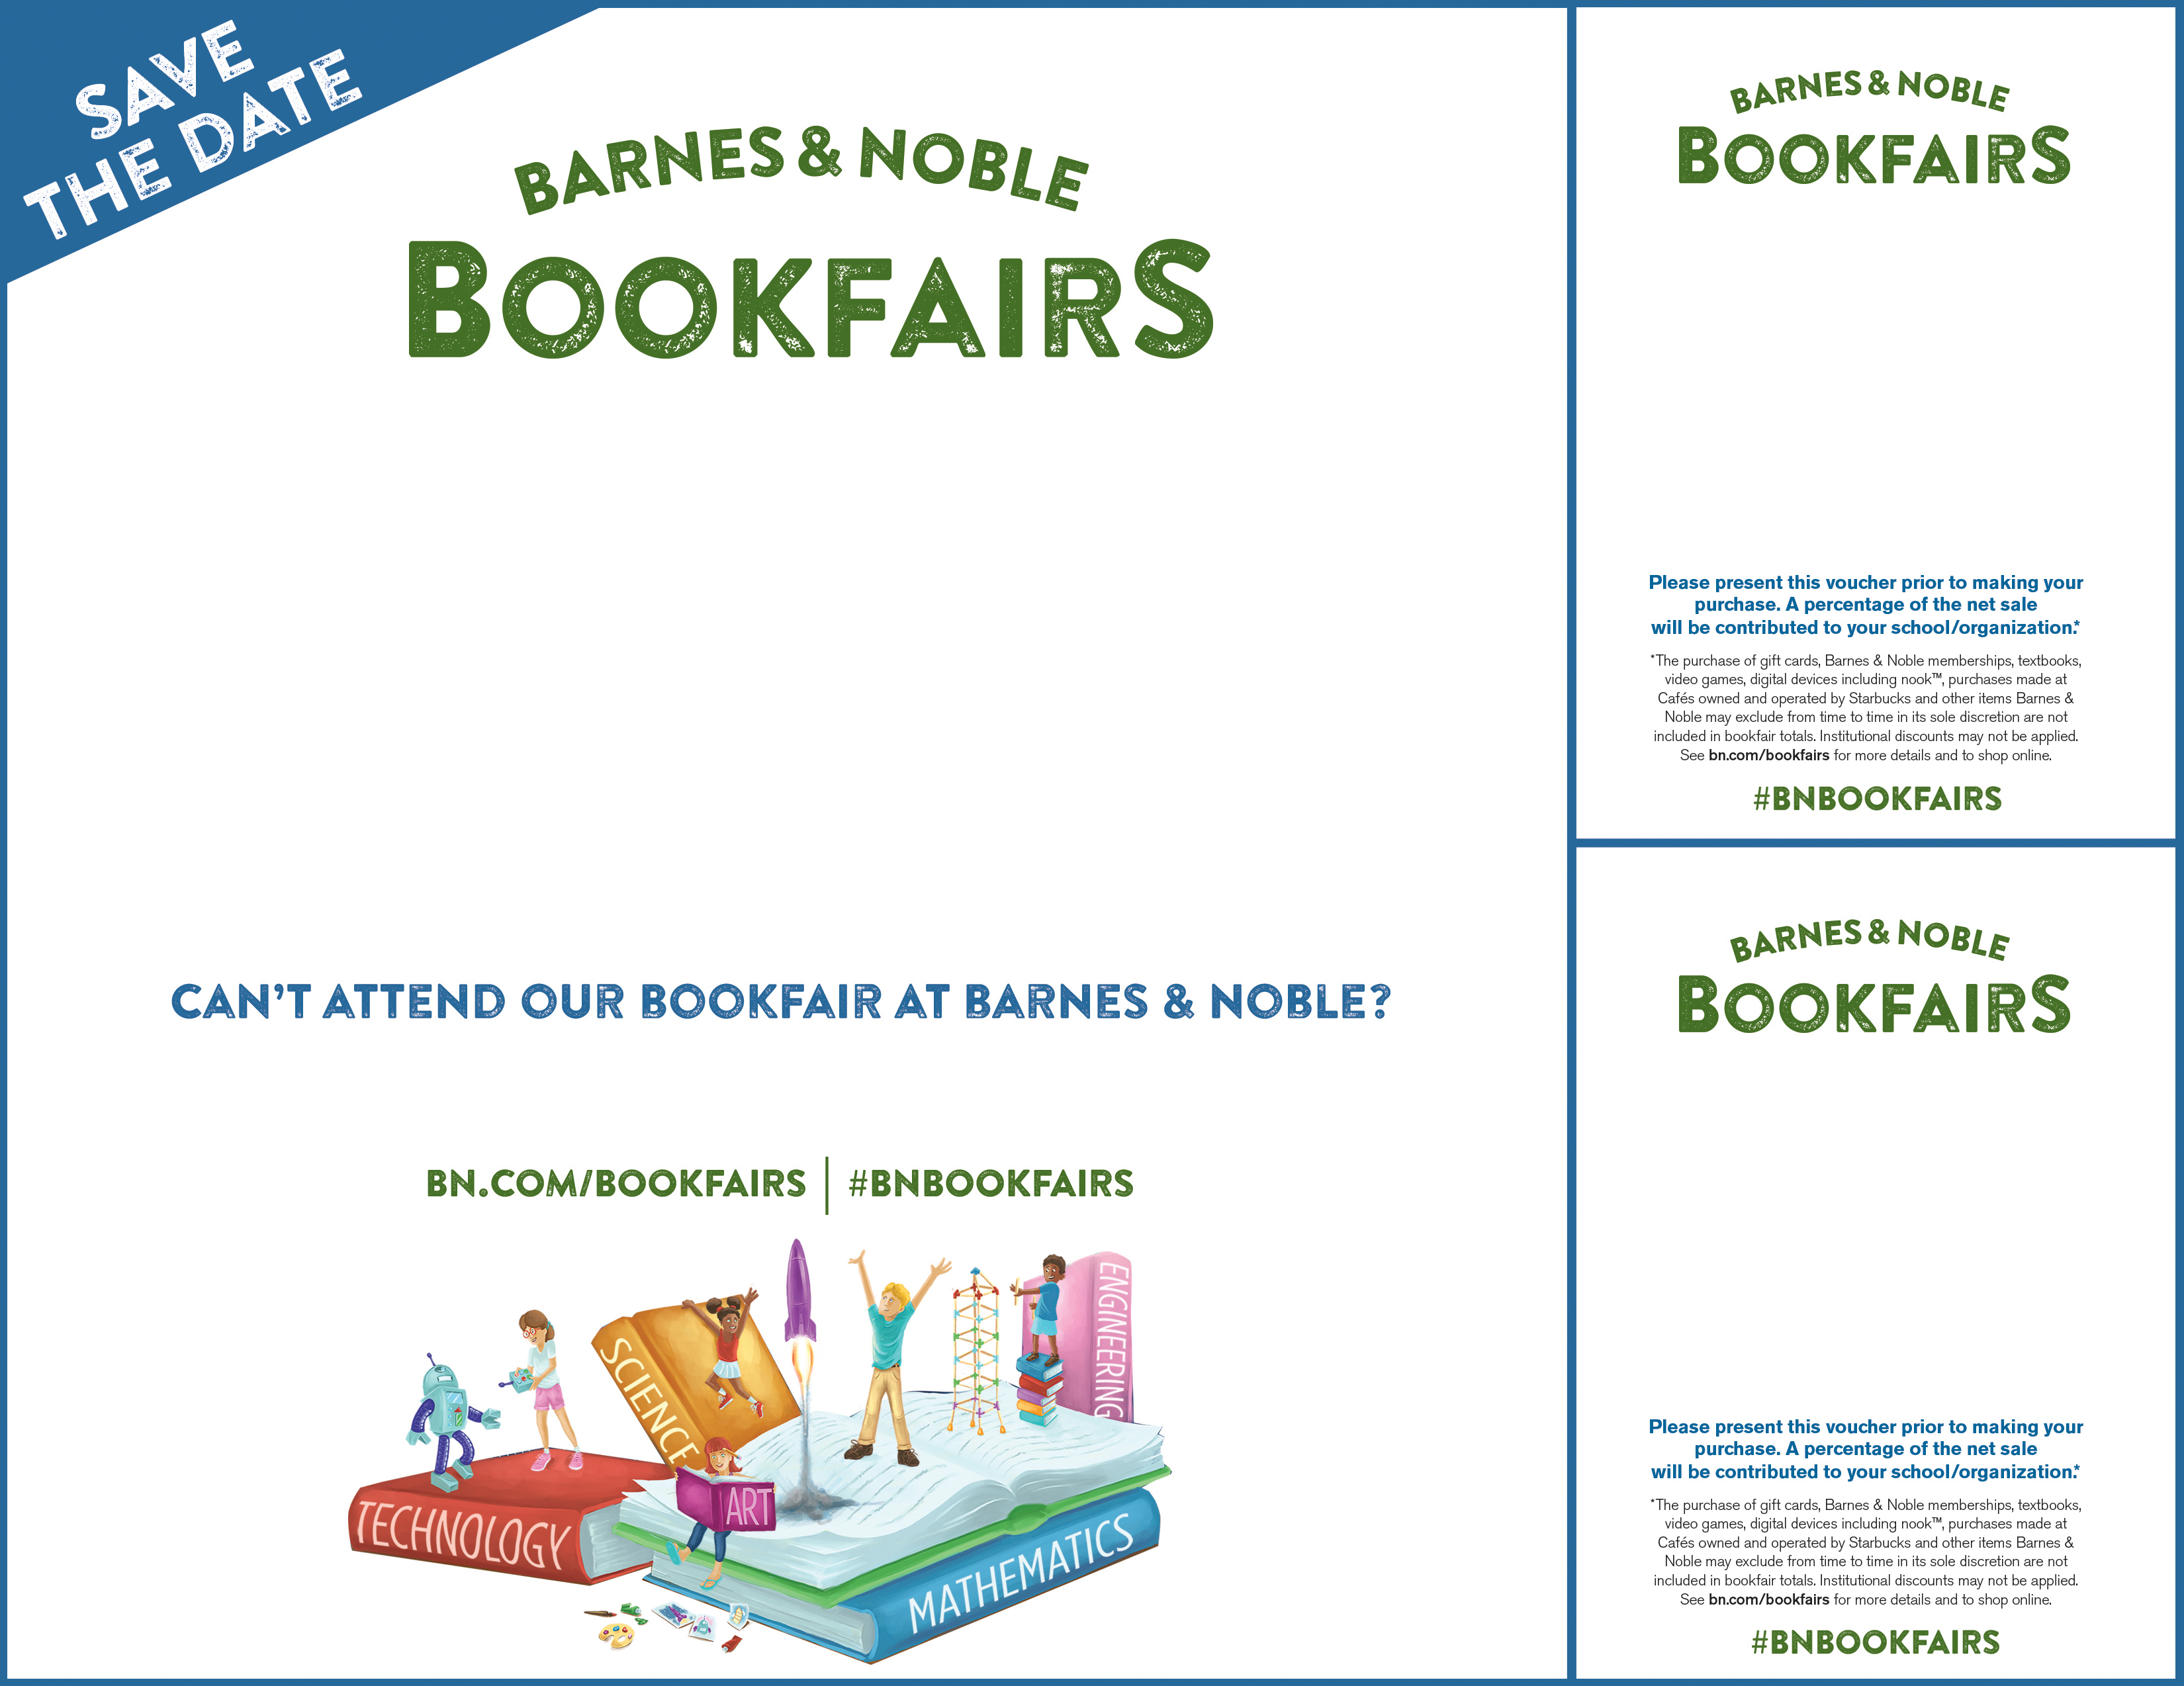 SAVE
THE DATE
BARNES & NOBLE
BOOKFAIRS
CAN'T ATTEND OUR BOOKFAIR AT BARNES & NOBLE?
BN.COM/BOOKFAIRS | #BNBOOKFAIRS
SCIENCE
ENGINEERING
TECHNOLOGY
ART
MATHEMATICS
BARNES & NOBLE
BOOKFAIRS
Please present this voucher prior to making your
purchase. A percentage of the net sale
will be contributed to your school/organization.*
*The purchase of gift cards, Barnes & Noble memberships, textbooks,
video games, digital devices including nook™, purchases made at
Cafés owned and operated by Starbucks and other items Barnes &
Noble may exclude from time to time in its sole discretion are not
included in bookfair totals. Institutional discounts may not be applied.
See bn.com/bookfairs for more details and to shop online.
#BNBOOKFAIRS
BARNES & NOBLE
BOOKFAIRS
Please present this voucher prior to making your
purchase. A percentage of the net sale
will be contributed to your school/organization.*
*The purchase of gift cards, Barnes & Noble memberships, textbooks,
video games, digital devices including nook™, purchases made at
Cafés owned and operated by Starbucks and other items Barnes &
Noble may exclude from time to time in its sole discretion are not
included in bookfair totals. Institutional discounts may not be applied.
See bn.com/bookfairs for more details and to shop online.
#BNBOOKFAIRS